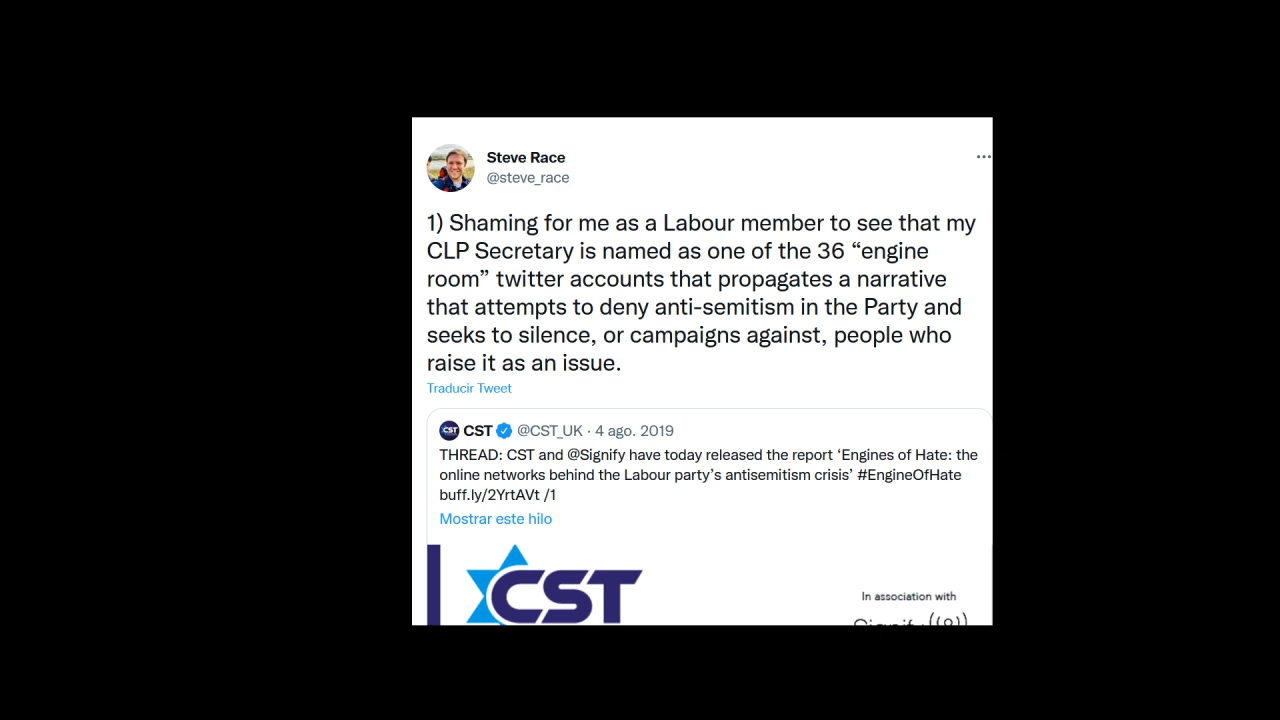 Steve Race
@steve_race
1) Shaming for me as a Labour member to see that my
CLP Secretary is named as one of the 36 “engine
room” twitter accounts that propagates a narrative
that attempts to deny anti-semitism in the Party and
seeks to silence, or campaigns against, people who
raise it as an issue.
Traducir Tweet
CST @CST_UK · 4 ago. 2019
THREAD: CST and @Signify have today released the report ‘Engines of Hate: the
online networks behind the Labour party’s antisemitism crisis’ #EngineOfHate
buff.ly/2YrtAVt /1
Mostrar este hilo
CST
In association with